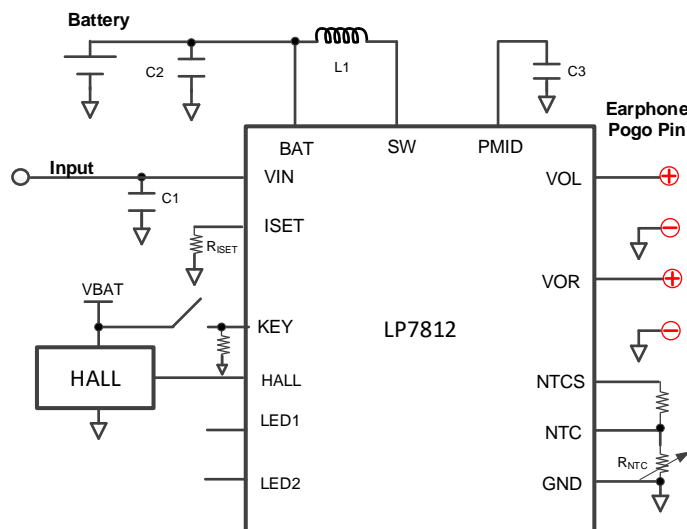 Battery
C2
L1
C3
Earphone
Pogo Pin
BAT
SW
PMID
Input
VIN
VOL
C1
ISET
RISET
VOR
VBAT
KEY
LP7812
HALL
HALL
NTCS
LED1
NTC
RNTC
LED2
GND